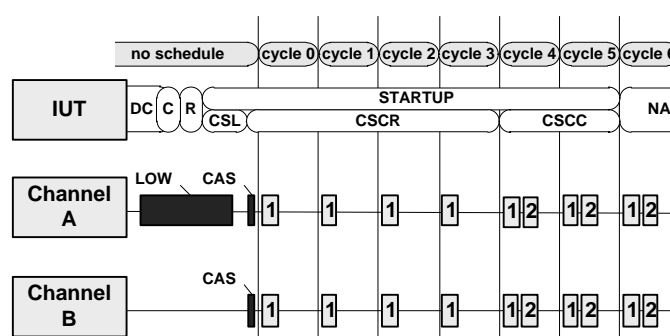 no schedule cycle 0 cycle 1 cycle 2 cycle 3 cycle 4 cycle 5 cycle 6
IUT DC C R STARTUP NA
CSL CSCR CSCC
LOW CAS
Channel A 1 1 1 1 1 2 1 2 1 2
CAS
Channel B 1 1 1 1 1 2 1 2 1 2